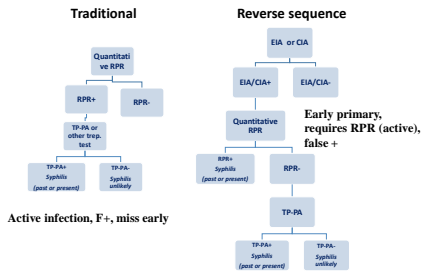 Traditional
Quantitati
ve RPR
RPR+
RPR-
TP-PA or
other trep.
test
TP-PA+
Syphilis
(past or present)
TP-PA-
Syphilis
unlikely
Active infection, F+, miss early
Reverse sequence
EIA or CIA
EIA/CIA+
EIA/CIA-
Quantitative
RPR
Early primary,
requires RPR (active),
false +
RPR+
Syphilis
(past or present)
RPR-
TP-PA
TP-PA+
Syphilis
(past or present)
TP-PA-
Syphilis
unlikely